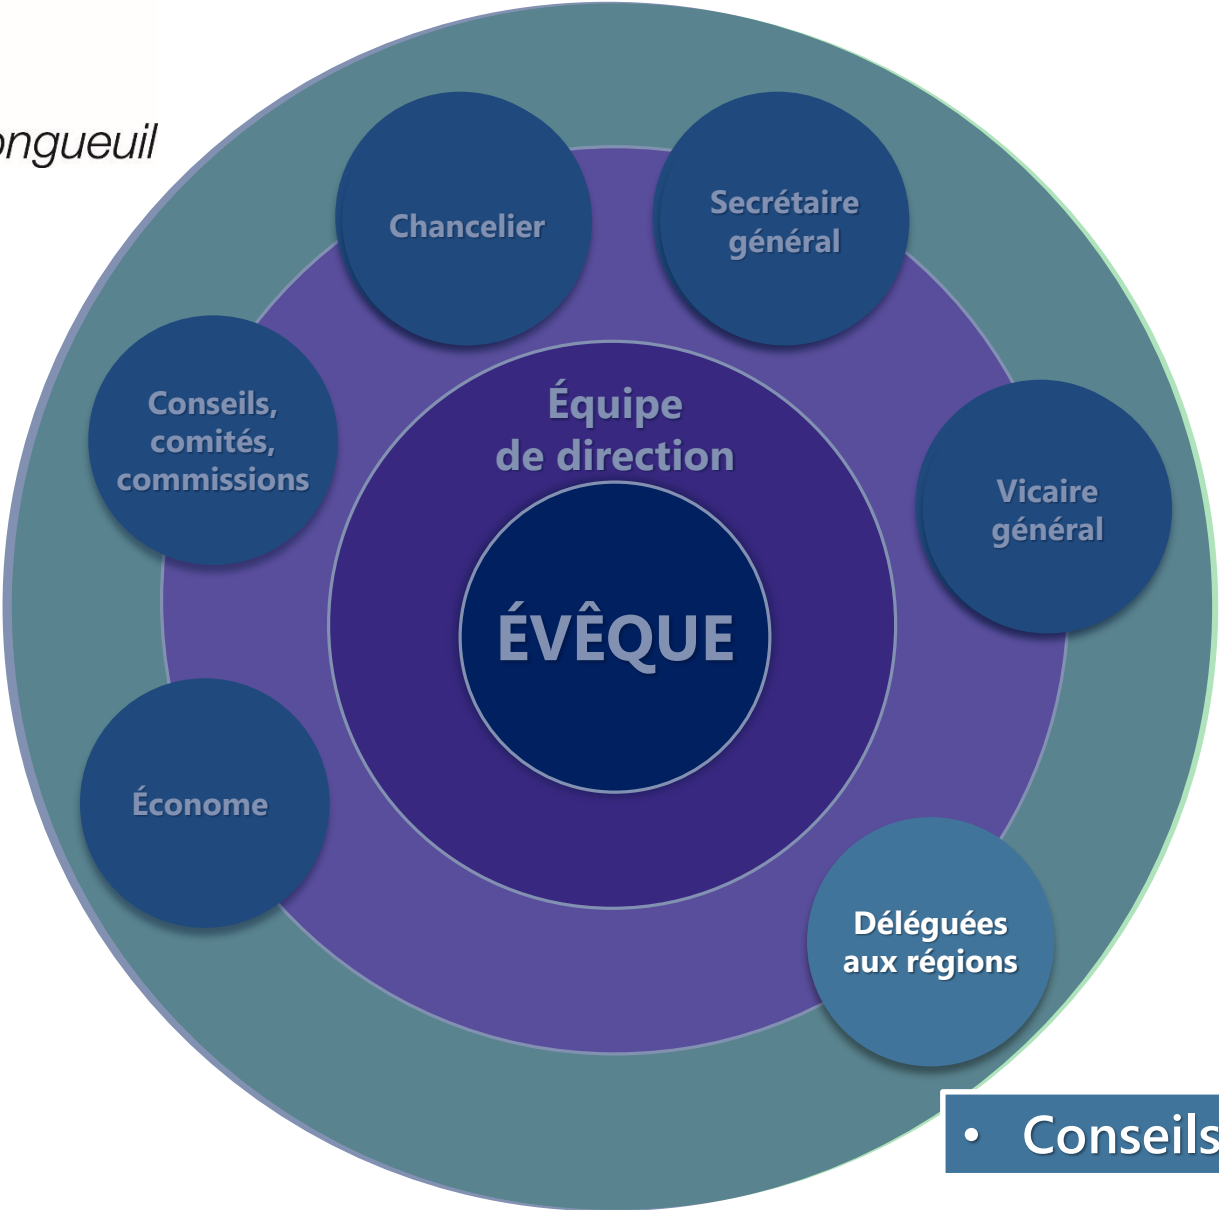 ongueuil
Chancelier
Secrétaire
général
Conseils,
comités,
commissions
Équipe
de direction
Vicaire
général
ÉVÊQUE
Économe
Déléguées
aux régions
• Conseils